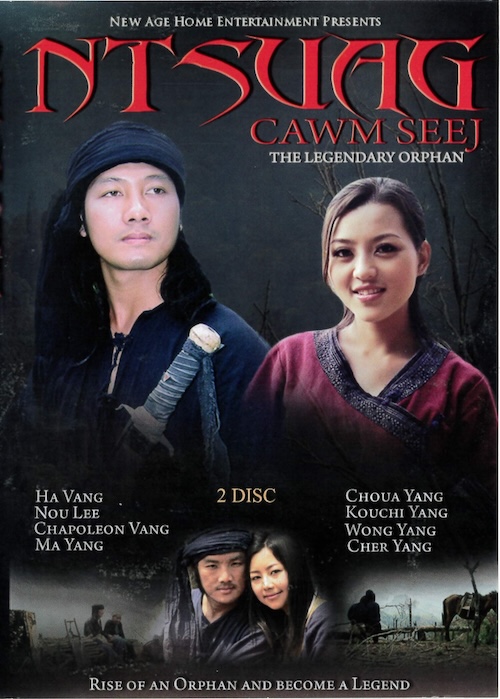 New Age Home Entertainment Presents
NTSUAG
CAWM SEEJ
THE LEGENDARY ORPHAN
Ha Vang
Nou Lee
Chapoleon Vang
Ma Yang
2 DISC
Choua Yang
Kouchi Yang
Wong Yang
Cher Yang
Rise of an Orphan and become a Legend